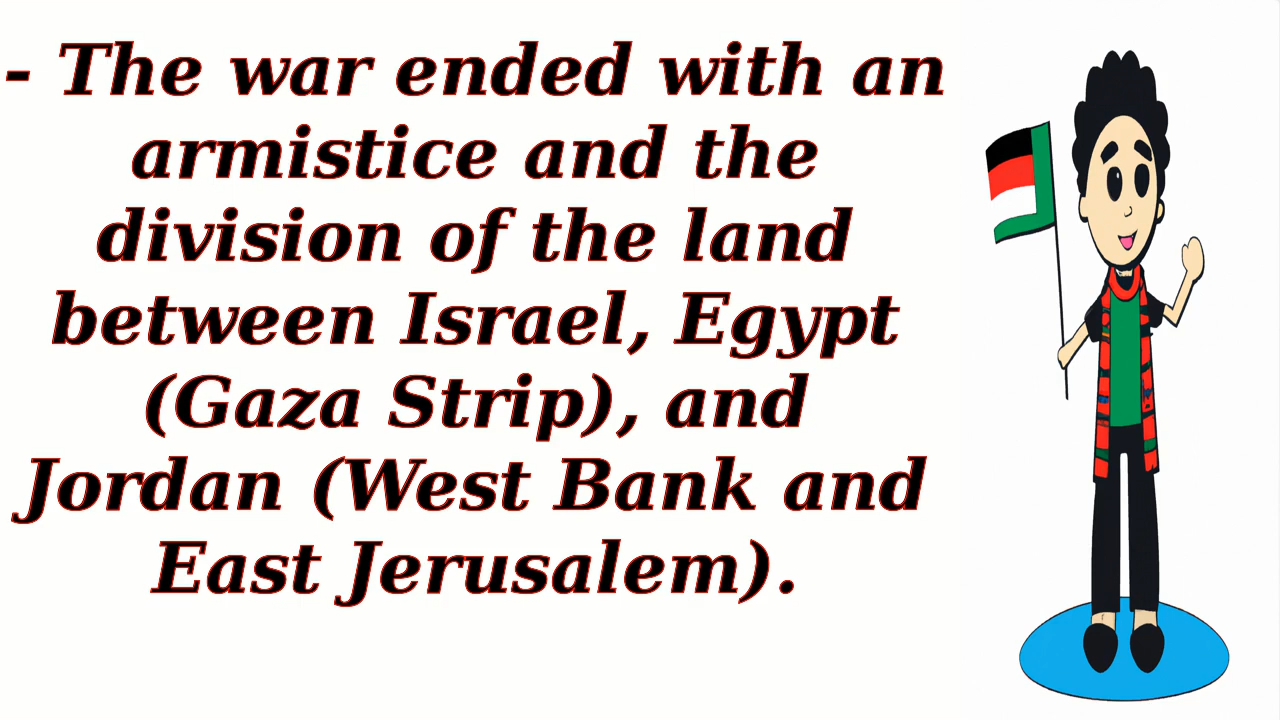 - The war ended with an
armistice and the
division of the land
between Israel, Egypt
(Gaza Strip), and
Jordan (West Bank and
East Jerusalem).